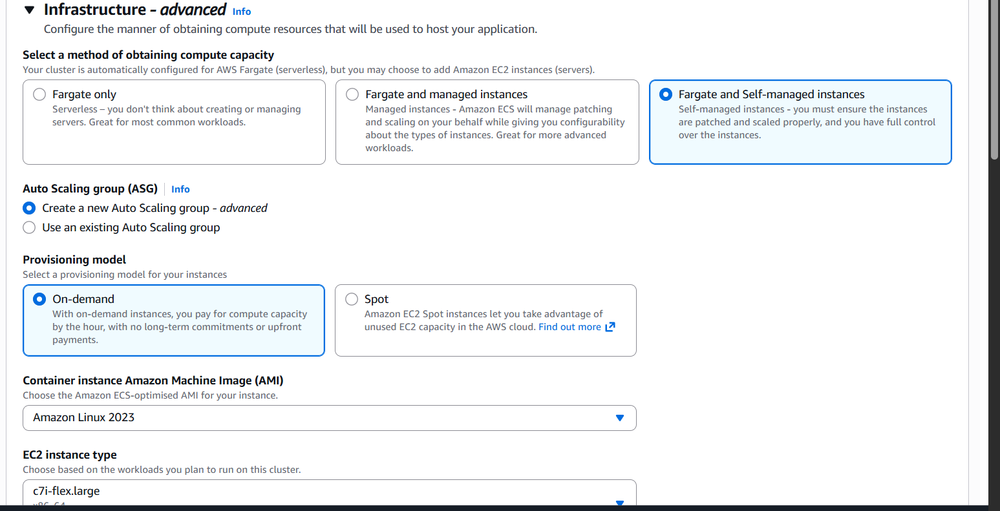 Infrastructure - advanced Info
Configure the manner of obtaining compute resources that will be used to host your application.
Select a method of obtaining compute capacity
Your cluster is automatically configured for AWS Fargate (serverless), but you may choose to add Amazon EC2 instances (servers).
Fargate only
Serverless – you don't think about creating or managing
servers. Great for most common workloads.
Fargate and managed instances
Managed instances - Amazon ECS will manage patching
and scaling on your behalf while giving you configurability
about the types of instances. Great for more advanced
workloads.
Fargate and Self-managed instances
Self-managed instances - you must ensure the instances
are patched and scaled properly, and you have full control
over the instances.
Auto Scaling group (ASG) Info
Create a new Auto Scaling group - advanced
Use an existing Auto Scaling group
Provisioning model
Select a provisioning model for your instances
On-demand
With on-demand instances, you pay for compute capacity
by the hour, with no long-term commitments or upfront
payments.
Spot
Amazon EC2 Spot instances let you take advantage of
unused EC2 capacity in the AWS cloud. Find out more
Container instance Amazon Machine Image (AMI)
Choose the Amazon ECS-optimised AMI for your instance.
Amazon Linux 2023
EC2 instance type
Choose based on the workloads you plan to run on this cluster.
c7i-flex.large